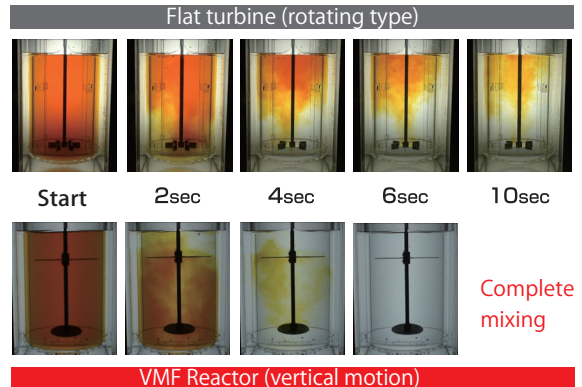 Flat turbine (rotating type)
Start 2sec 4sec 6sec 10sec
Complete
mixing
VMF Reactor (vertical motion)